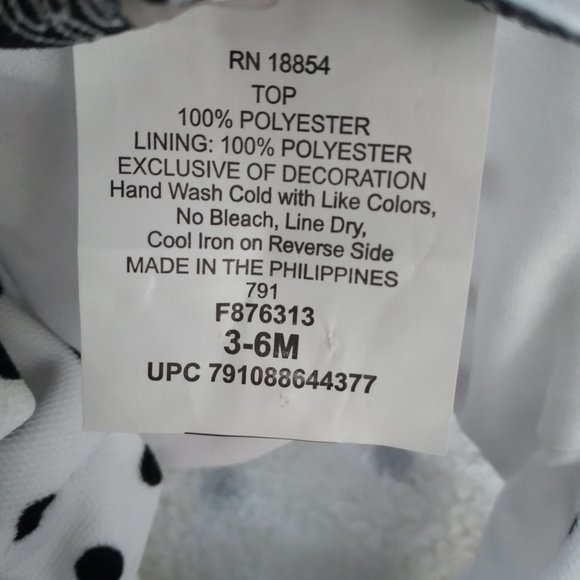 RN 18854
TOP
100% POLYESTER
LINING: 100% POLYESTER
EXCLUSIVE OF DECORATION
Hand Wash Cold with Like Colors,
No Bleach, Line Dry,
Cool Iron on Reverse Side
MADE IN THE PHILIPPINES
791
F876313
3-6M
UPC 791088644377